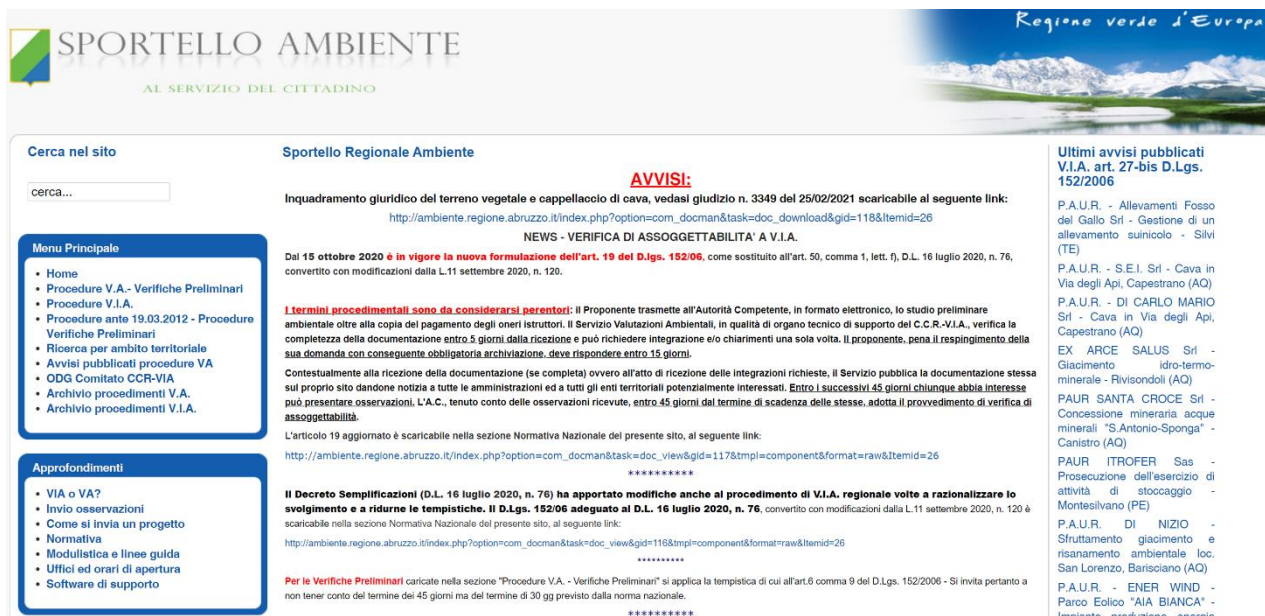 SPORTELLO AMBIENTE
AL SERVIZIO DEL CITTADINO
Regione verde d'Europa
Cerca nel sito
cerca...
Menu Principale
• Home
• Procedure V.A.- Verifiche Preliminari
• Procedure V.I.A.
• Procedure ante 19.03.2012 - Procedure
Verifiche Preliminari
• Ricerca per ambito territoriale
• Avvisi pubblicati procedure VA
• ODG Comitato CCR-VIA
• Archivio procedimenti V.A.
• Archivio procedimenti V.I.A.
Approfondimenti
• VIA o VA?
• Invio osservazioni
• Come si invia un progetto
• Normativa
• Modulistica e linee guida
• Uffici ed orari di apertura
• Software di supporto
Sportello Regionale Ambiente
AVVISI:
Inquadramento giuridico del terreno vegetale e cappellaccio di cava, vedasi giudizio n. 3349 del 25/02/2021 scaricabile al seguente link:
http://ambiente.regione.abruzzo.it/index.php?option=com_docman&task=doc_download&gid=118&Itemid=26
NEWS - VERIFICA DI ASSOGGETTABILITA' A V.I.A.
Dal 15 ottobre 2020 è in vigore la nuova formulazione dell'art. 19 del D.lgs. 152/06, come sostituito all'art. 50, comma 1, lett. f), D.L. 16 luglio 2020, n. 76,
convertito con modificazioni dalla L.11 settembre 2020, n. 120.
I termini procedimentali sono da considerarsi perentori: il Proponente trasmette all'Autorità Competente, in formato elettronico, lo studio preliminare
ambientale oltre alla copia del pagamento degli oneri istruttori. Il Servizio Valutazioni Ambientali, in qualità di organo tecnico di supporto del C.C.R.-V.I.A., verifica la
completezza della documentazione entro 5 giorni dalla ricezione e può richiedere integrazione e/o chiarimenti una sola volta. Il proponente, pena il respingimento della
sua domanda con conseguente obbligatoria archiviazione, deve rispondere entro 15 giorni.
Contestualmente alla ricezione della documentazione (se completa) ovvero all'atto di ricezione delle integrazioni richieste, il Servizio pubblica la documentazione stessa
sul proprio sito dandone notizia a tutte le amministrazioni ed a tutti gli enti territoriali potenzialmente interessati. Entro i successivi 45 giorni chiunque abbia interesse
può presentare osservazioni. L'A.C., tenuto conto delle osservazioni ricevute, entro 45 giorni dal termine di scadenza delle stesse, adotta il provvedimento di verifica di
assoggettabilità.
L'articolo 19 aggiornato è scaricabile nella sezione Normativa Nazionale del presente sito, al seguente link:
http://ambiente.regione.abruzzo.it/index.php?option=com_docman&task=doc_view&gid=117&tmpl=component&format=raw&Itemid=26
**********
Il Decreto Semplificazioni (D.L. 16 luglio 2020, n. 76) ha apportato modifiche anche al procedimento di V.I.A. regionale volte a razionalizzare lo
svolgimento e a ridurne le tempistiche. Il D.Lgs. 152/06 adeguato al D.L. 16 luglio 2020, n. 76, convertito con modificazioni dalla L.11 settembre 2020, n. 120 è
scaricabile nella sezione Normativa Nazionale del presente sito, al seguente link:
http://ambiente.regione.abruzzo.it/index.php?option=com_docman&task=doc_view&gid=116&tmpl=component&format=raw&Itemid=26
**********
Per le Verifiche Preliminari caricate nella sezione "Procedure V.A. - Verifiche Preliminari" si applica la tempistica di cui all'art.6 comma 9 del D.Lgs. 152/2006 - Si invita pertanto a
non tener conto del termine dei 45 giorni ma del termine di 30 gg previsto dalla norma nazionale.
**********
Ultimi avvisi pubblicati
V.I.A. art. 27-bis D.Lgs.
152/2006
P.A.U.R. - Allevamenti Fosso
del Gallo Srl - Gestione di un
allevamento suinicolo - Silvi
(TE)
P.A.U.R. - S.E.I. Srl - Cava in
Via degli Api, Capestrano (AQ)
P.A.U.R. - DI CARLO MARIO
Srl - Cava in Via degli Api,
Capestrano (AQ)
EX ARCE SALUS Srl -
Giacimento idro-termo-
minerale - Rivisondoli (AQ)
PAUR SANTA CROCE Srl -
Concessione mineraria acque
minerali "S.Antonio-Sponga" -
Canistro (AQ)
PAUR ITROFER Sas -
Prosecuzione dell'esercizio di
attività di stoccaggio -
Montesilvano (PE)
P.A.U.R. DI NIZIO -
Sfruttamento giacimento e
risanamento ambientale loc.
San Lorenzo, Barisciano (AQ)
P.A.U.R. - ENER WIND -
Parco Eolico "AIA BIANCA" -
Impianto produzione energia